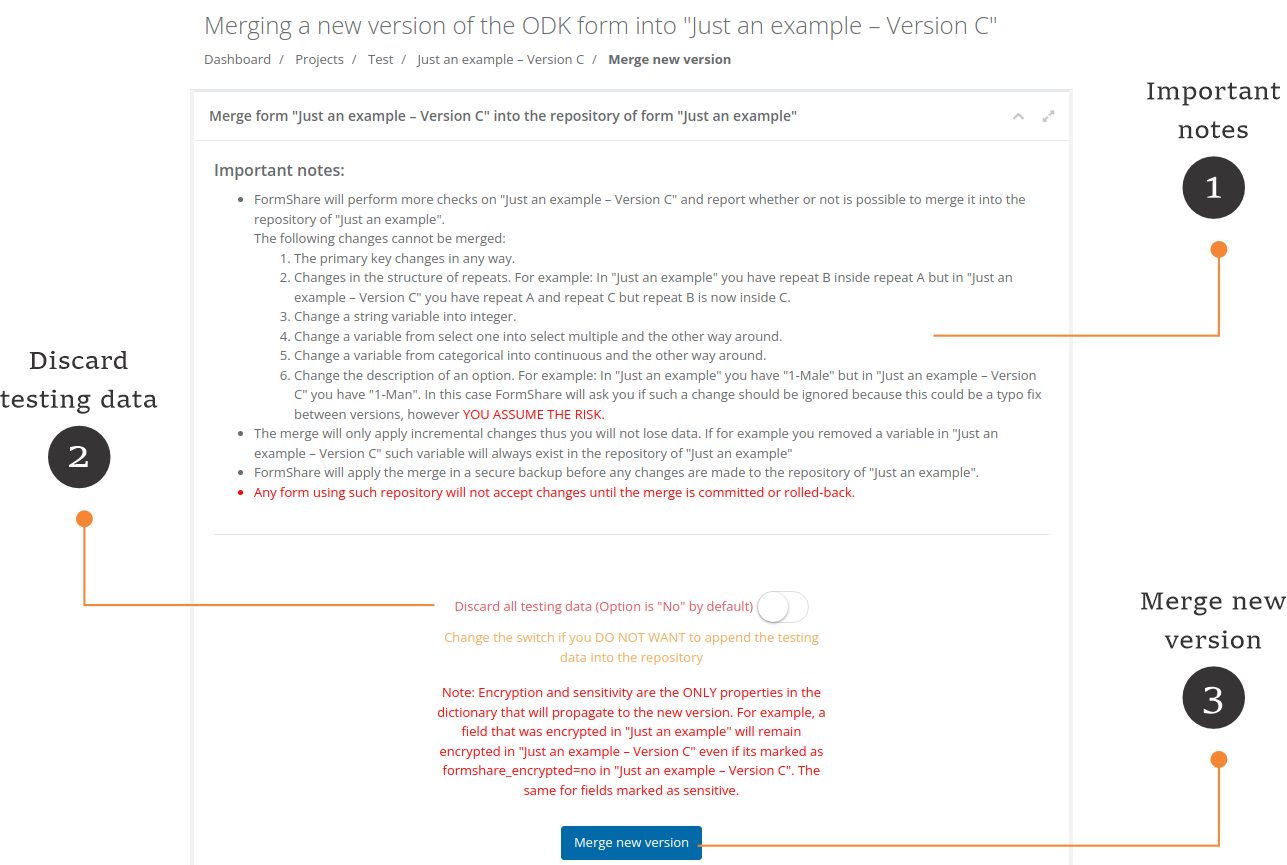 Merging a new version of the ODK form into "Just an example – Version C"
Dashboard / Projects / Test / Just an example – Version C / Merge new version
Merge form "Just an example – Version C" into the repository of form "Just an example"
Important notes:
• FormShare will perform more checks on "Just an example – Version C" and report whether or not is possible to merge it into the
repository of "Just an example".
The following changes cannot be merged:
1. The primary key changes in any way.
2. Changes in the structure of repeats. For example: In "Just an example" you have repeat B inside repeat A but in "Just an
example – Version C" you have repeat A and repeat C but repeat B is now inside C.
3. Change a string variable into integer.
4. Change a variable from select one into select multiple and the other way around.
5. Change a variable from categorical into continuous and the other way around.
6. Change the description of an option. For example: In "Just an example" you have "1-Male" but in "Just an example – Version
C" you have "1-Man". In this case FormShare will ask you if such a change should be ignored because this could be a typo fix
between versions, however YOU ASSUME THE RISK.
• The merge will only apply incremental changes thus you will not lose data. If for example you removed a variable in "Just an
example – Version C" such variable will always exist in the repository of "Just an example"
• FormShare will apply the merge in a secure backup before any changes are made to the repository of "Just an example".
• Any form using such repository will not accept changes until the merge is committed or rolled-back.
Discard all testing data (Option is "No" by default)
Change the switch if you DO NOT WANT to append the testing
data into the repository
Note: Encryption and sensitivity are the ONLY properties in the
dictionary that will propagate to the new version. For example, a
field that was encrypted in "Just an example" will remain
encrypted in "Just an example – Version C" even if its marked as
formshare_encrypted=no in "Just an example – Version C". The
same for fields marked as sensitive.
Merge new version
Important
notes
1
Discard
testing data
2
Merge new
version
3